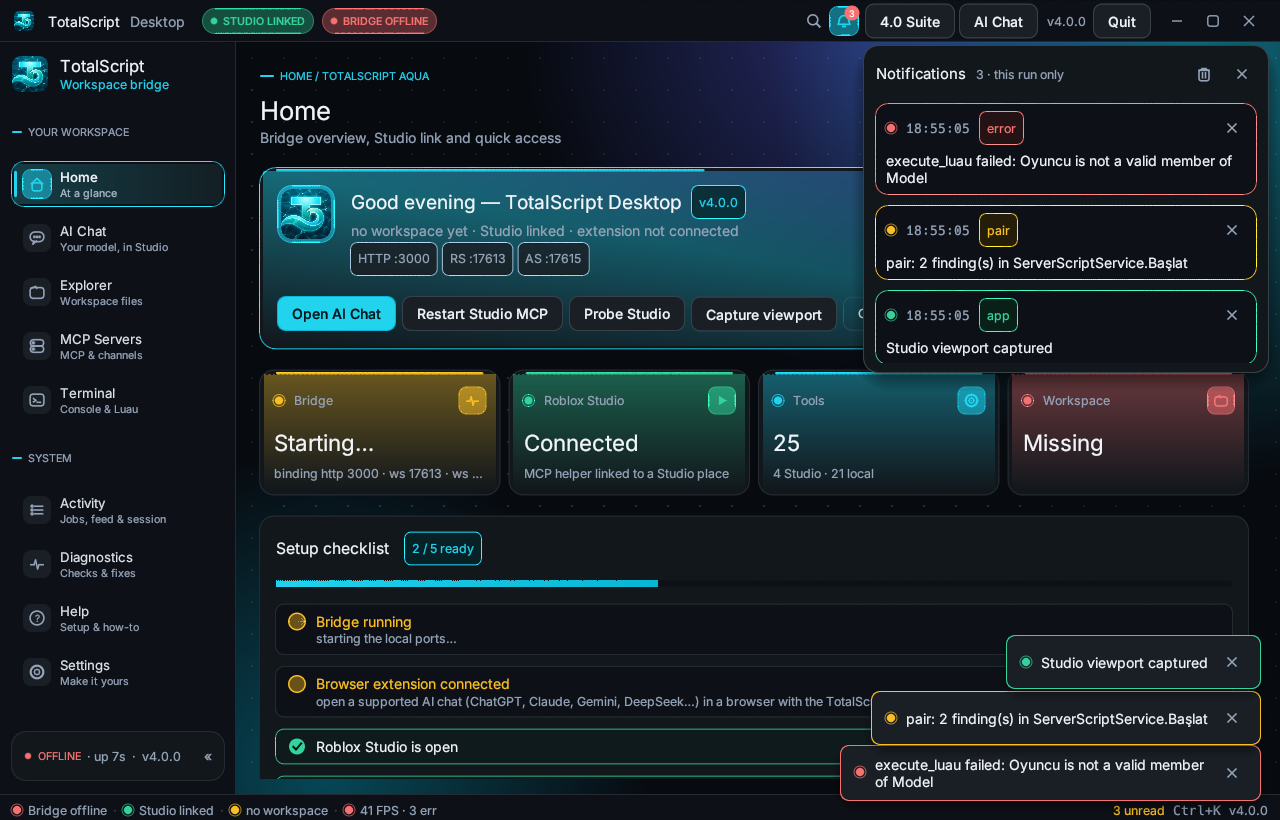 TotalScript Desktop
STUDIO LINKED
BRIDGE OFFLINE
3
4.0 Suite
AI Chat
v4.0.0
Quit
TotalScript
Workspace bridge
YOUR WORKSPACE
Home
At a glance
AI Chat
Your model, in Studio
Explorer
Workspace files
MCP Servers
MCP & channels
Terminal
Console & Luau
SYSTEM
Activity
Jobs, feed & session
Diagnostics
Checks & fixes
Help
Setup & how-to
Settings
Make it yours
OFFLINE · up 7s · v4.0.0 «
HOME / TOTALSCRIPT AQUA
Home
Bridge overview, Studio link and quick access
Good evening — TotalScript Desktop v4.0.0
no workspace yet · Studio linked · extension not connected
HTTP :3000 RS :17613 AS :17615
Open AI Chat
Restart Studio MCP
Probe Studio
Capture viewport
Bridge
Starting...
binding http 3000 · ws 17613 · ws ...
Roblox Studio
Connected
MCP helper linked to a Studio place
Tools
25
4 Studio · 21 local
Workspace
Missing
Setup checklist 2 / 5 ready
Bridge running
starting the local ports...
Browser extension connected
open a supported AI chat (ChatGPT, Claude, Gemini, DeepSeek...) in a browser with the TotalSc
Roblox Studio is open
Notifications 3 · this run only
18:55:05 error
execute_luau failed: Oyuncu is not a valid member of
Model
18:55:05 pair
pair: 2 finding(s) in ServerScriptService.Başlat
18:55:05 app
Studio viewport captured
Studio viewport captured
pair: 2 finding(s) in ServerScriptService.Başlat
execute_luau failed: Oyuncu is not a valid member
of Model
Bridge offline · Studio linked · no workspace · 41 FPS · 3 err
3 unread Ctrl+K v4.0.0